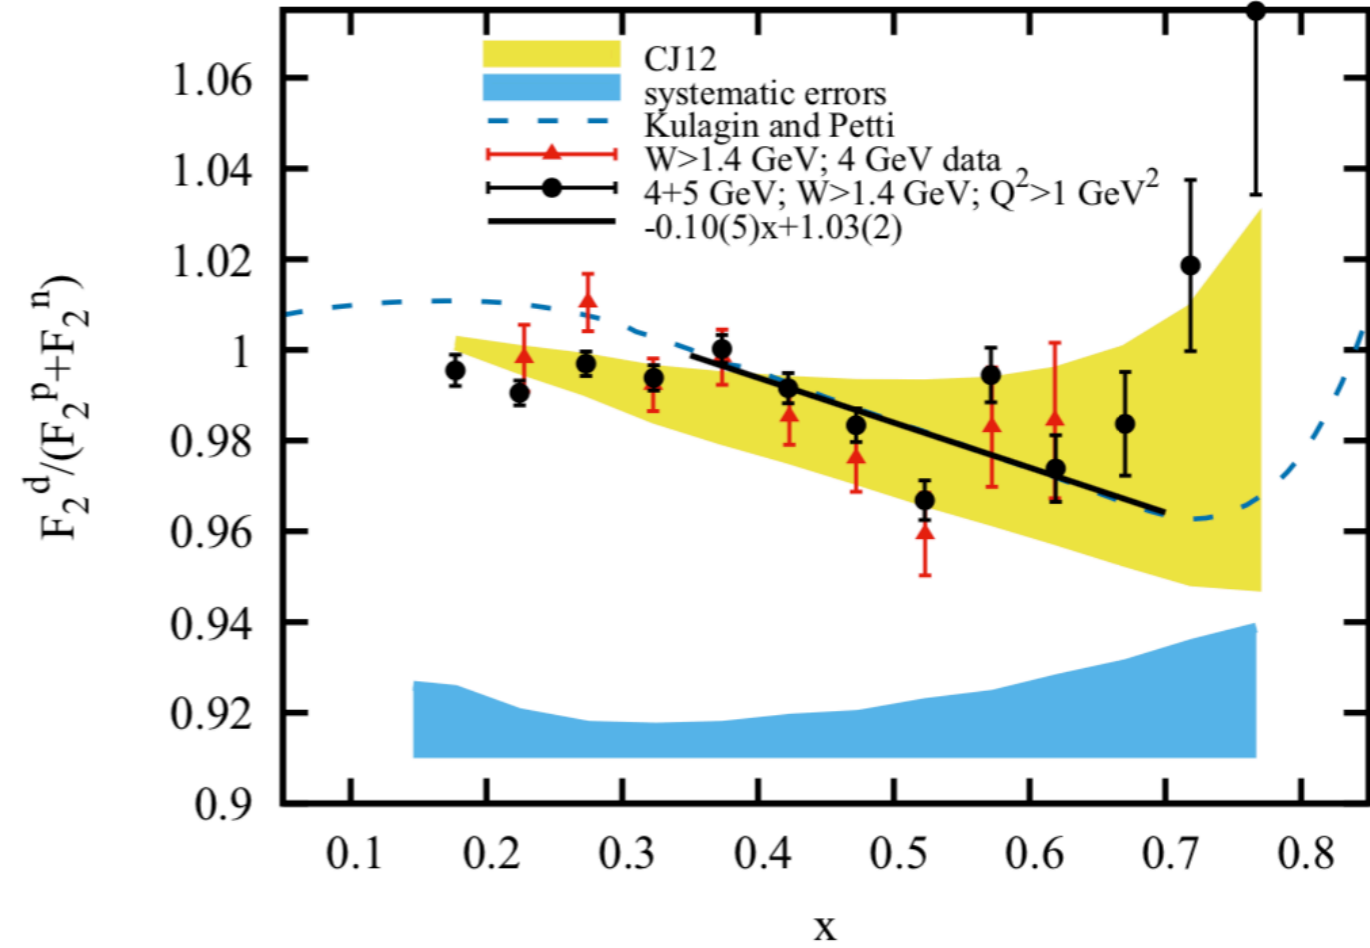 1.06
1.04
1.02
1
0.98
0.96
0.94
0.92
0.9
F₂ᵈ/(F₂ᵖ+F₂ⁿ)
CJ12
systematic errors
Kulagin and Petti
W>1.4 GeV; 4 GeV data
4+5 GeV; W>1.4 GeV; Q²>1 GeV²
-0.10(5)x+1.03(2)
0.1 0.2 0.3 0.4 0.5 0.6 0.7 0.8
x